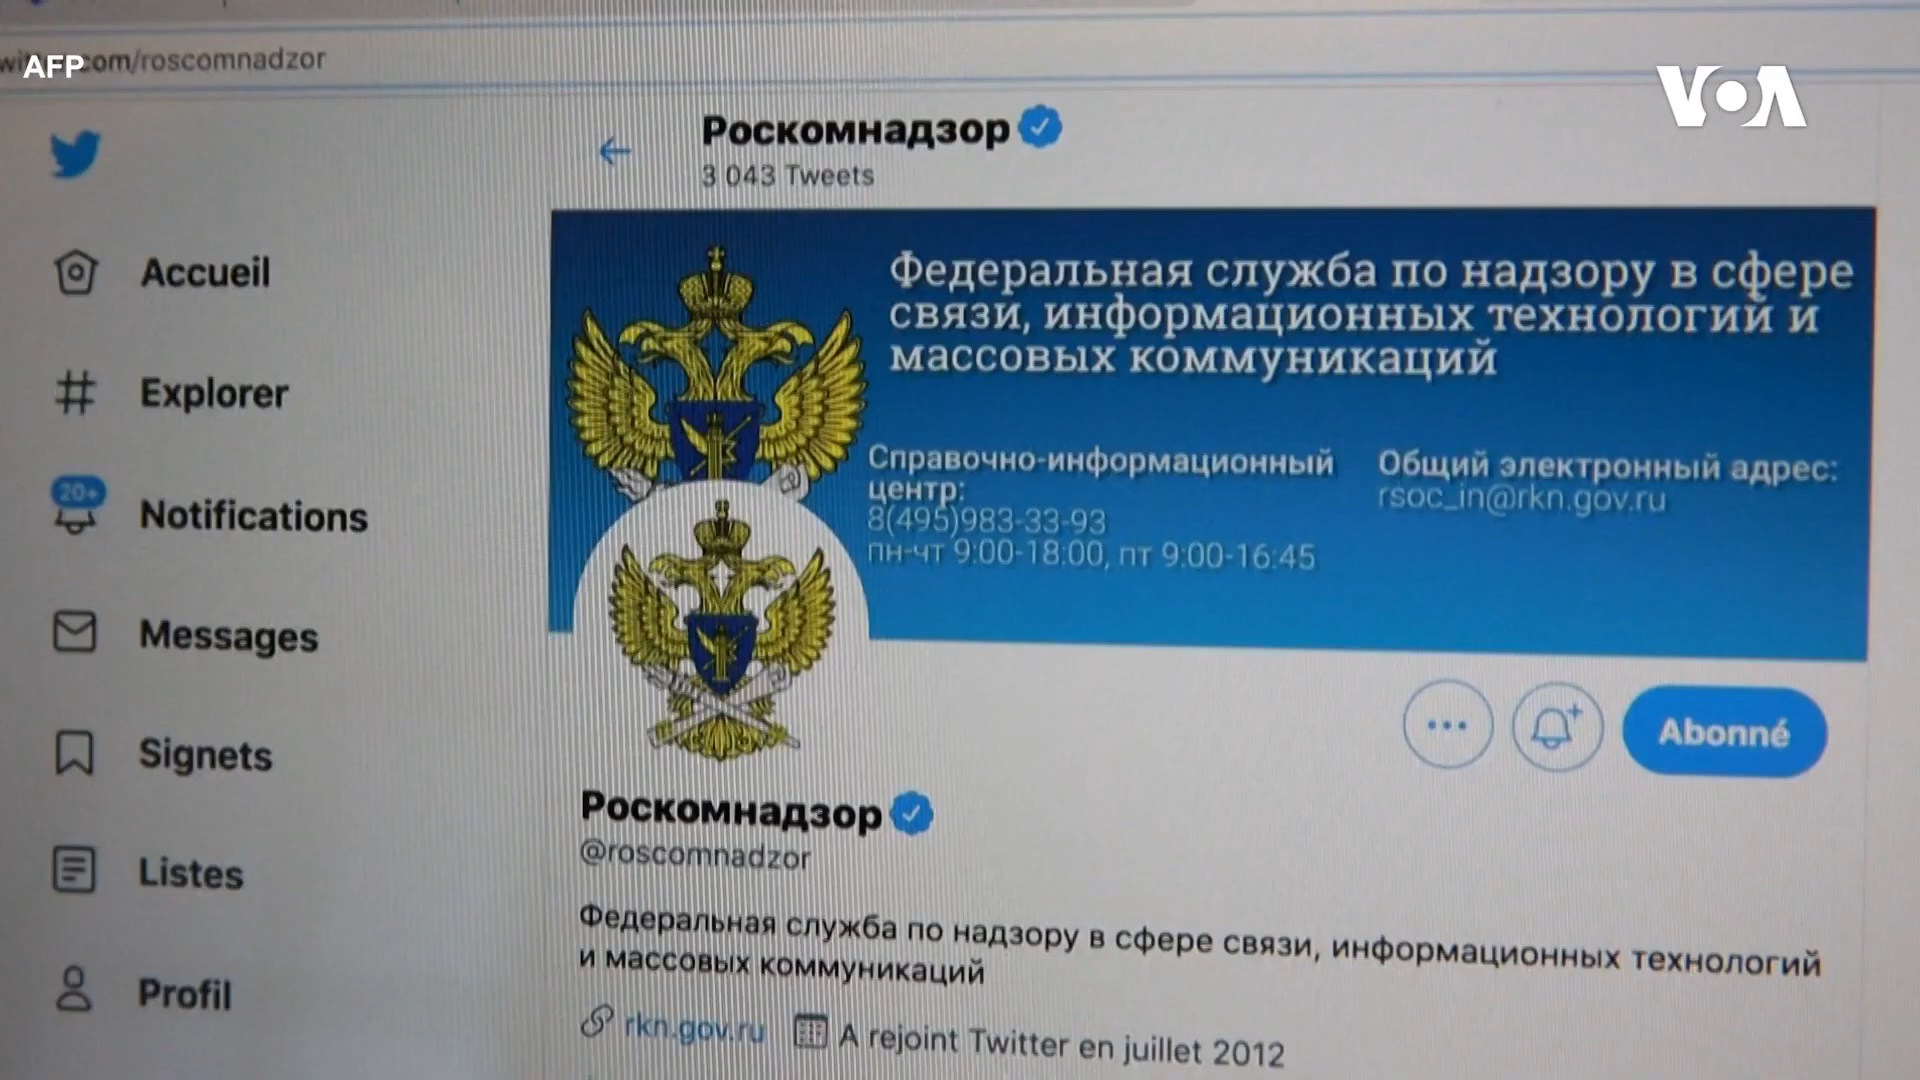 .com/roscomnadzor
AFP
VOA
Роскомнадзор
3 043 Tweets
Accueil
Explorer
20+
Notifications
Messages
Signets
Listes
Profil
Федеральная служба по надзору в сфере
связи, информационных технологий и
массовых коммуникаций
Справочно-информационный
центр:
8(495)983-33-93
пн-чт 9:00-18:00, пт 9:00-16:45
Общий электронный адрес:
rsoc_in@rkn.gov.ru
Abonné
Роскомнадзор
@roscomnadzor
Федеральная служба по надзору в сфере связи, информационных технологий
и массовых коммуникаций
rkn.gov.ru A rejoint Twitter en juillet 2012